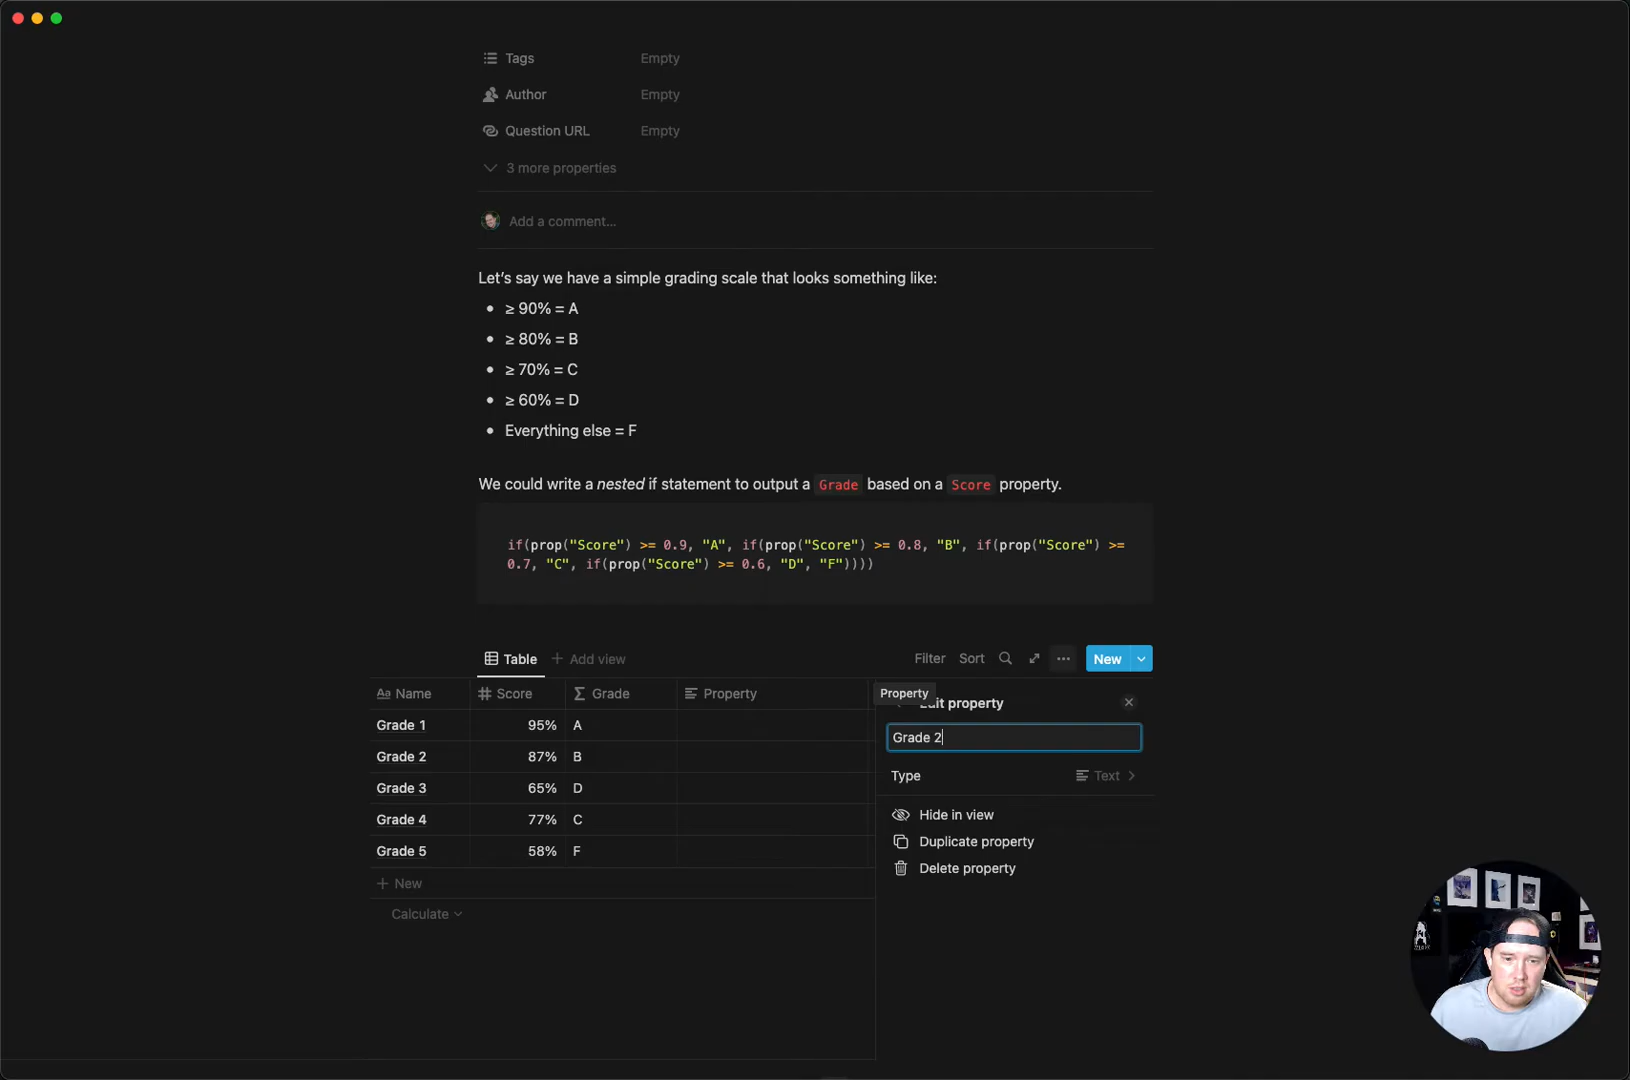 Tags Empty
Author Empty
Question URL Empty
3 more properties
Add a comment...
Let's say we have a simple grading scale that looks something like:
• ≥ 90% = A
• ≥ 80% = B
• ≥ 70% = C
• ≥ 60% = D
• Everything else = F
We could write a nested if statement to output a Grade based on a Score property.
if(prop("Score") >= 0.9, "A", if(prop("Score") >= 0.8, "B", if(prop("Score") >=
0.7, "C", if(prop("Score") >= 0.6, "D", "F"))))
Table + Add view Filter Sort New
Aa Name # Score Σ Grade Property
Property
Edit property
Grade 1 95% A
Grade 2
Grade 2 87% B
Type Text
Grade 3 65% D
Hide in view
Grade 4 77% C
Duplicate property
Grade 5 58% F
Delete property
+ New
Calculate